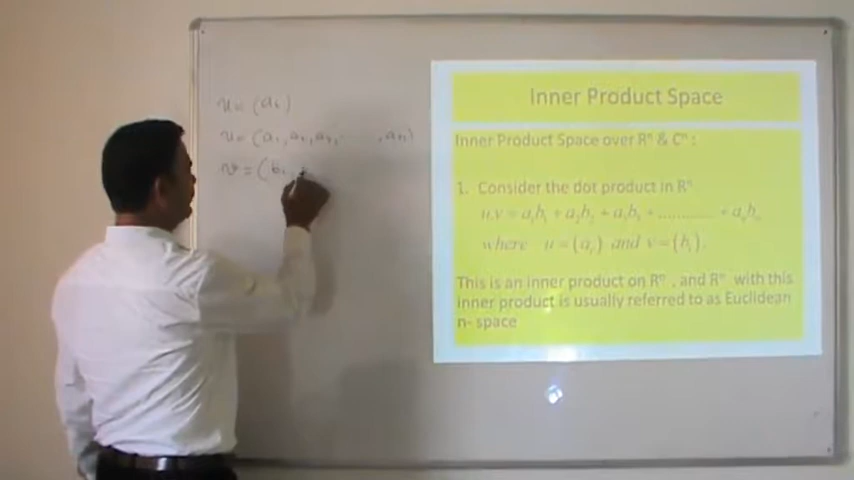 u = (aᵢ)
u = (a₁, a₂, a₃, · , aₙ)
v = (b₁,
Inner Product Space
Inner Product Space over Rⁿ & Cⁿ :
1. Consider the dot product in Rⁿ
u.v = a₁b₁ + a₂b₂ + a₃b₃ + ............. + aₙbₙ
where u = (aᵢ) and v = (bᵢ).
This is an inner product on Rⁿ , and Rⁿ with this
inner product is usually referred to as Euclidean
n- space